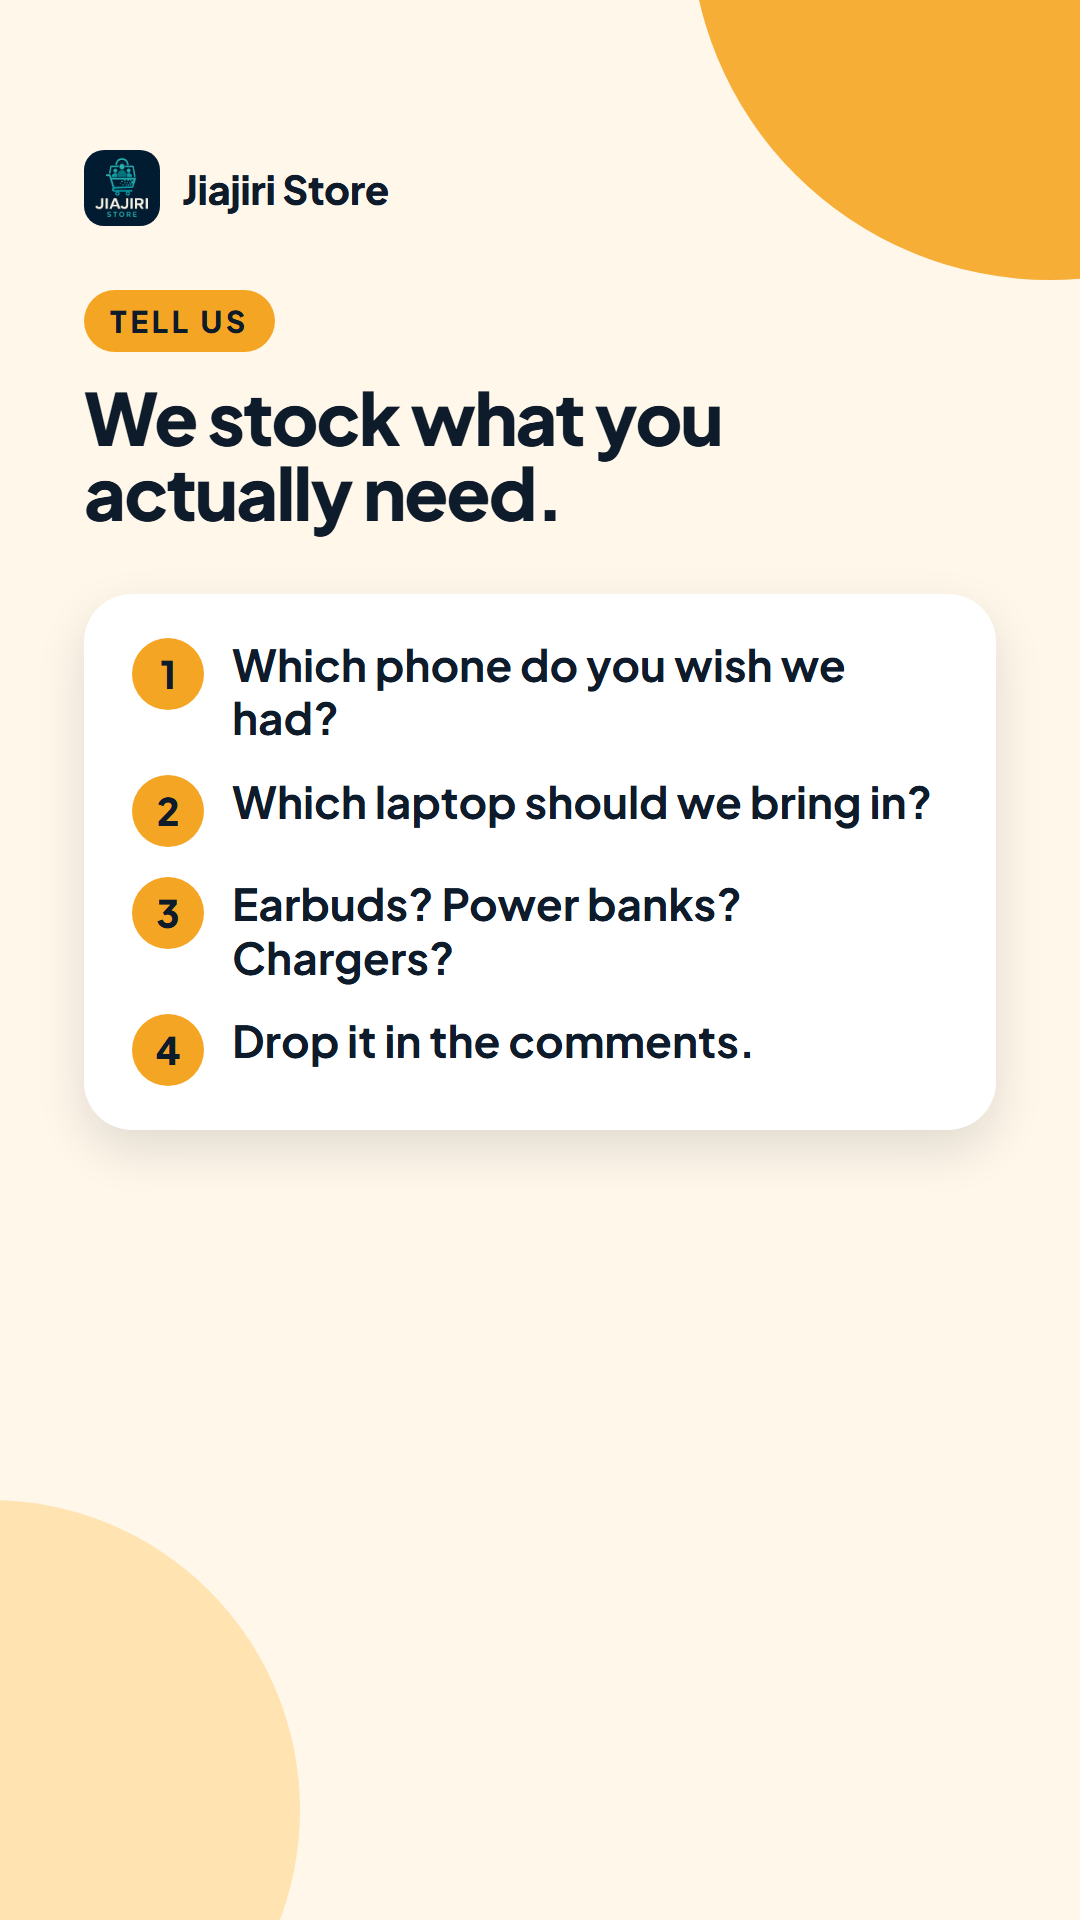 JIAJIRI
STORE
Jiajiri Store
TELL US
We stock what you
actually need.
1 Which phone do you wish we
had?
2 Which laptop should we bring in?
3 Earbuds? Power banks?
Chargers?
4 Drop it in the comments.